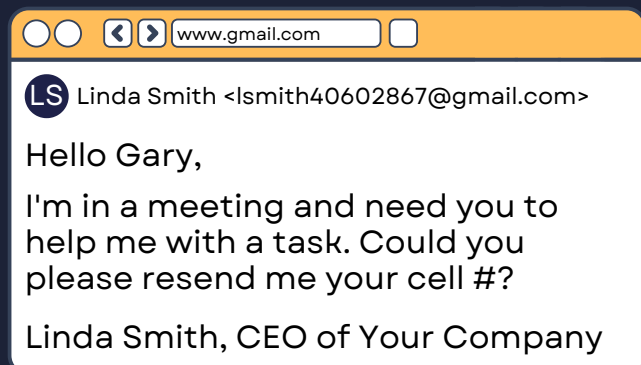 www.gmail.com
LS Linda Smith <lsmith40602867@gmail.com>
Hello Gary,
I'm in a meeting and need you to
help me with a task. Could you
please resend me your cell #?
Linda Smith, CEO of Your Company